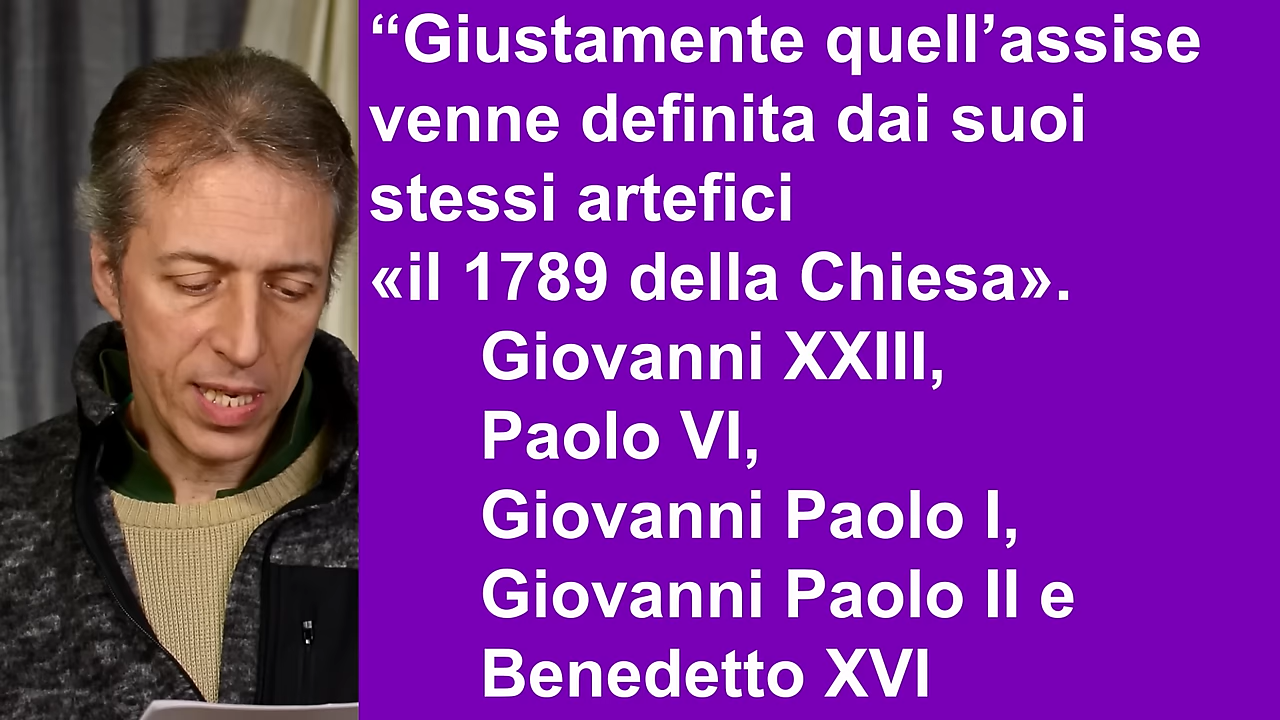 “Giustamente quell’assise
venne definita dai suoi
stessi artefici
«il 1789 della Chiesa».
Giovanni XXIII,
Paolo VI,
Giovanni Paolo I,
Giovanni Paolo II e
Benedetto XVI